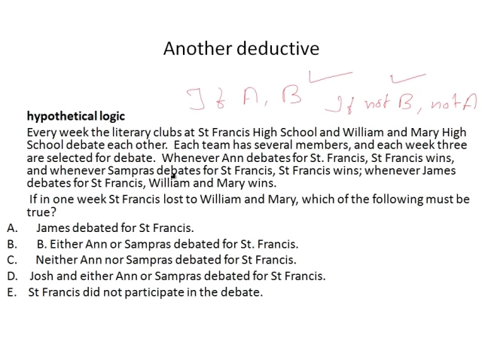 Another deductive
If A, B If not B, not A
hypothetical logic
Every week the literary clubs at St Francis High School and William and Mary High
School debate each other. Each team has several members, and each week three
are selected for debate. Whenever Ann debates for St. Francis, St Francis wins,
and whenever Sampras debates for St Francis, St Francis wins; whenever James
debates for St Francis, William and Mary wins.
If in one week St Francis lost to William and Mary, which of the following must be
true?
A. James debated for St Francis.
B. B. Either Ann or Sampras debated for St. Francis.
C. Neither Ann nor Sampras debated for St Francis.
D. Josh and either Ann or Sampras debated for St Francis.
E. St Francis did not participate in the debate.